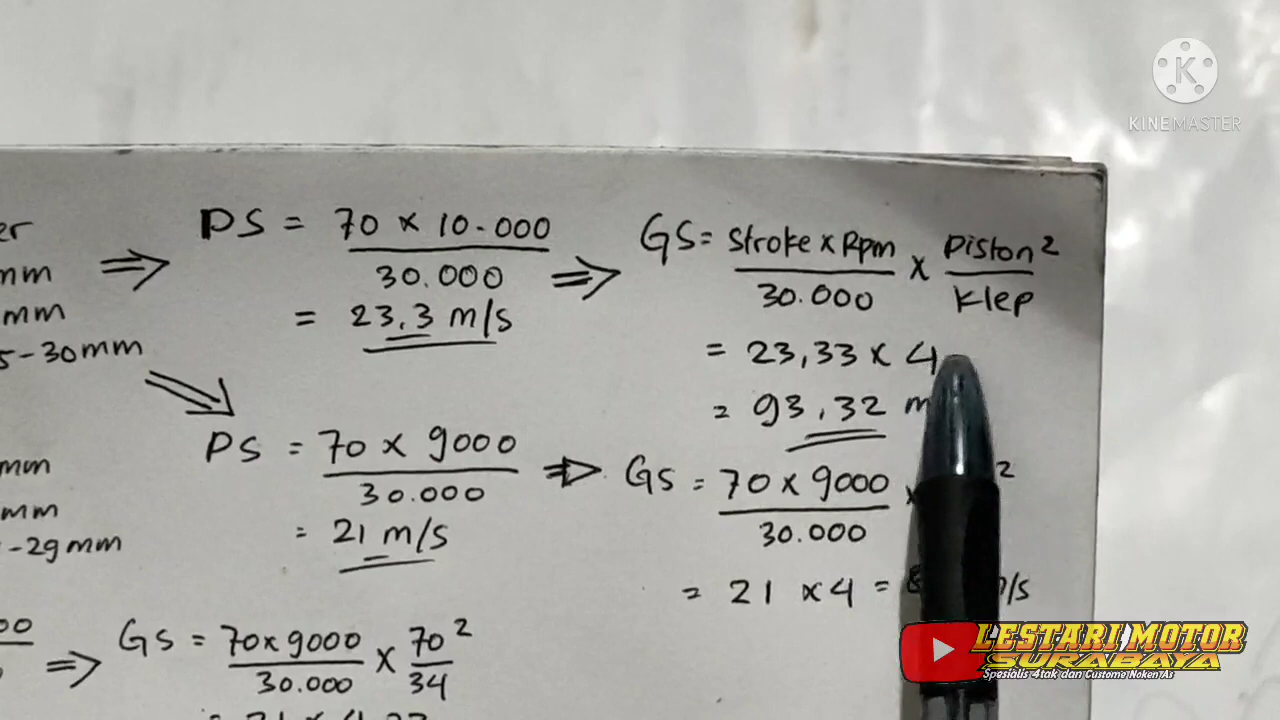 KINEMASTER
er
mm
mm
5-30mm
mm
mm
-29mm
⇒ PS = 70 × 10.000
30.000
= 23,3 m/s
⇒ GS = Stroke × Rpm × Piston²
30.000 Klep
= 23,33 × 4
= 93,32 m
PS = 70 × 9000
30.000
= 21 m/s
⇒ GS = 70 × 9000 × ²
30.000
= 21 × 4 = /s
00
⇒ GS = 70×9000 × 70²
30.000 34
LESTARI MOTOR
SURABAYA
Spesialis 4tak dan Custome Noken As